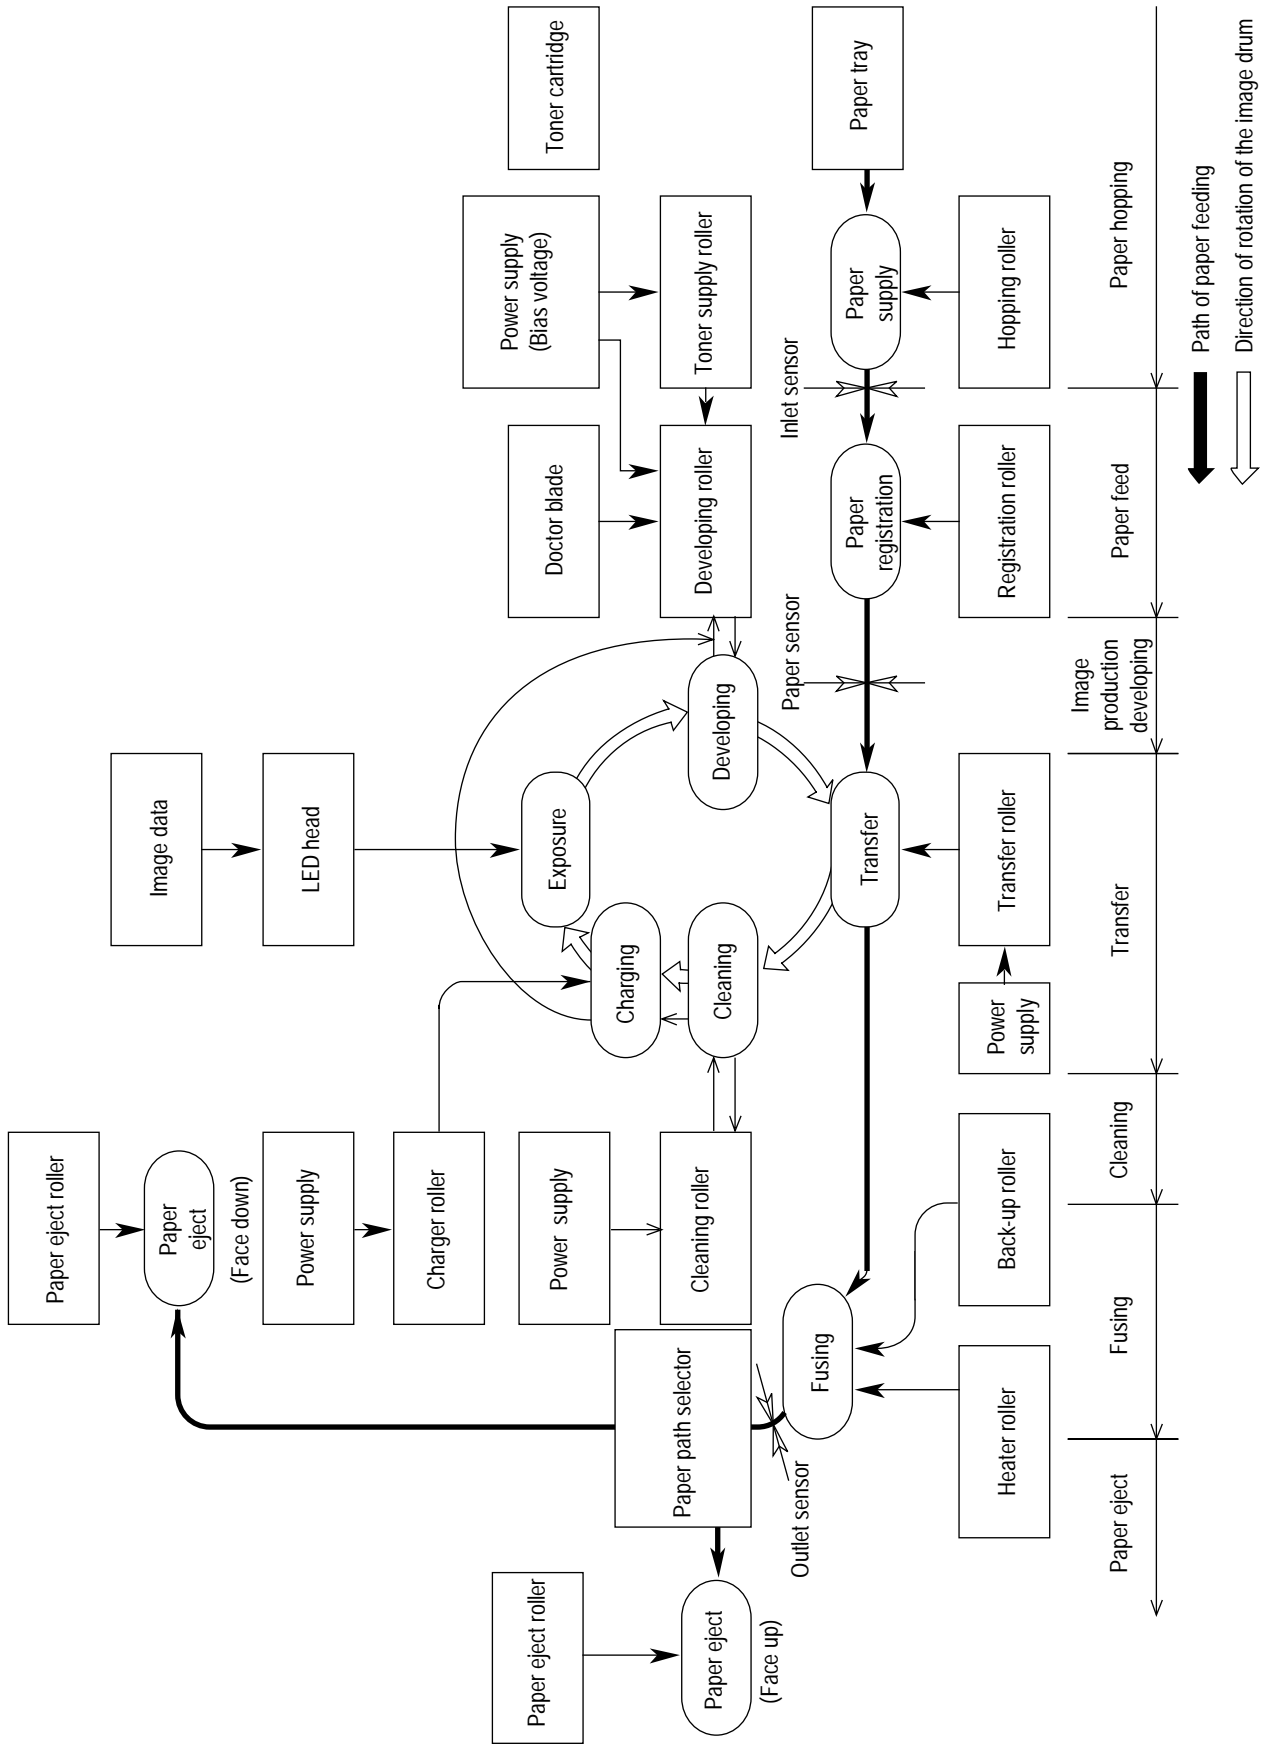 Paper eject roller
Paper
eject
(Face down)
Image data
Power supply
LED head
Charger roller
Paper eject roller
Power supply
Exposure
Doctor blade
Power supply
(Bias voltage)
Toner cartridge
Charging
Paper eject
(Face up)
Paper path selector
Cleaning roller
Cleaning
Developing
Developing roller
Toner supply roller
Outlet sensor
Paper sensor
Inlet sensor
Fusing
Transfer
Paper
registration
Paper
supply
Paper tray
Heater roller
Back-up roller
Power
supply
Transfer roller
Registration roller
Hopping roller
Paper eject
Fusing
Cleaning
Transfer
Image
production
developing
Paper feed
Paper hopping
Path of paper feeding
Direction of rotation of the image drum